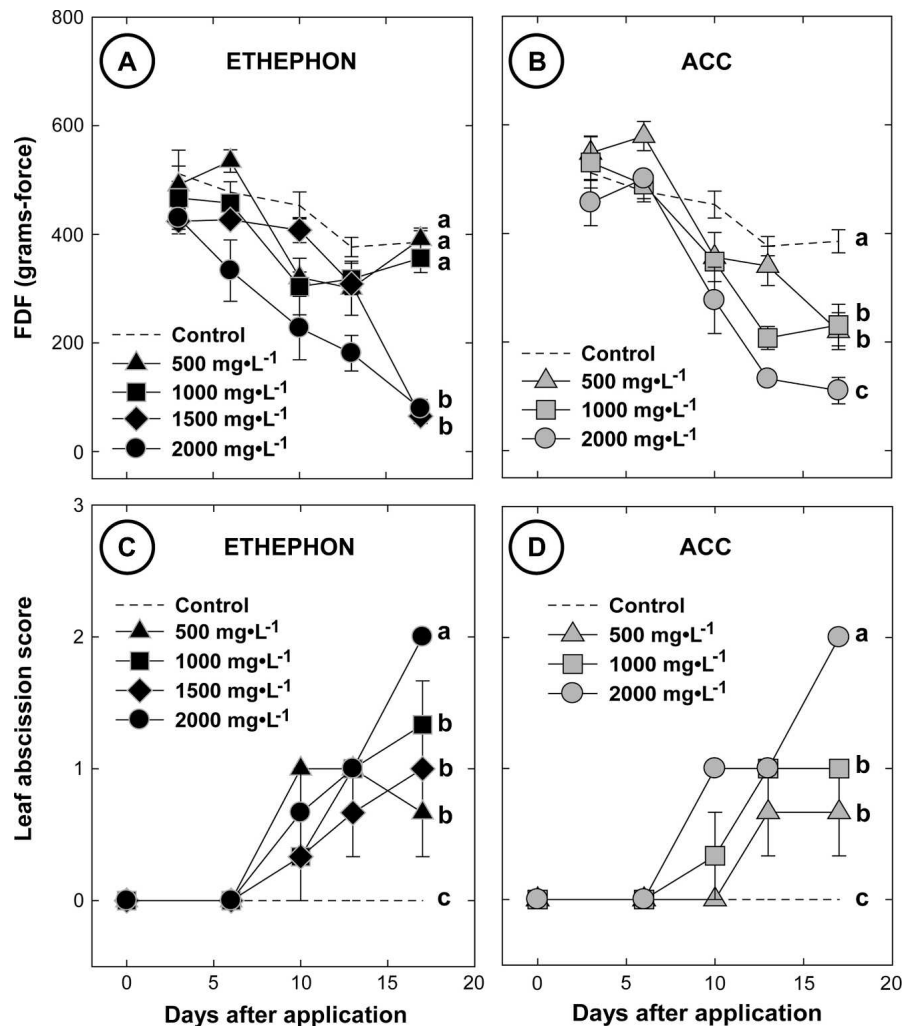 A
ETHEPHON
800
600
400
200
0
FDF (grams-force)
Control
500 mg•L-1
1000 mg•L-1
1500 mg•L-1
2000 mg•L-1
a
a
a
b
b
B
ACC
Control
500 mg•L-1
1000 mg•L-1
2000 mg•L-1
a
b
b
c
C
ETHEPHON
3
2
1
0
Leaf abscission score
Control
500 mg•L-1
1000 mg•L-1
1500 mg•L-1
2000 mg•L-1
a
b
b
b
c
0 5 10 15 20
Days after application
D
ACC
Control
500 mg•L-1
1000 mg•L-1
2000 mg•L-1
a
b
b
c
0 5 10 15 20
Days after application